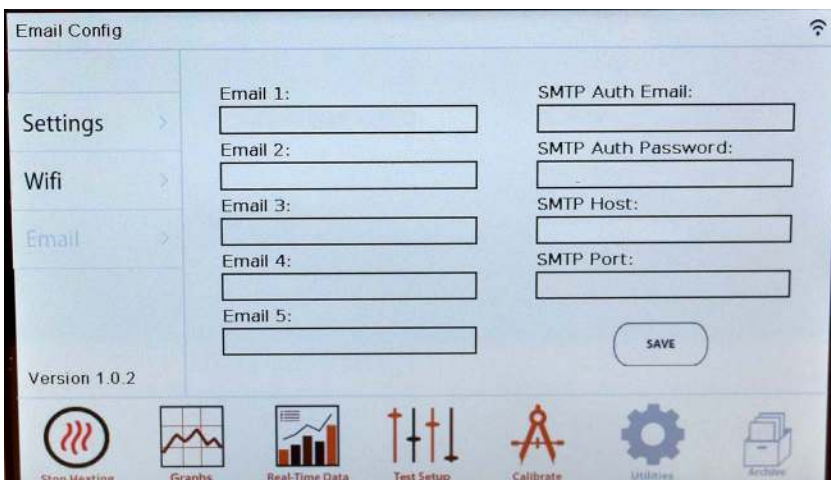 Email Config
Settings
Wifi
Email
Version 1.0.2
Email 1:
Email 2:
Email 3:
Email 4:
Email 5:
SMTP Auth Email:
SMTP Auth Password:
SMTP Host:
SMTP Port:
SAVE
Stop Heating
Graphs
Real-Time Data
Test Setup
Calibrate
Utilities
Archive